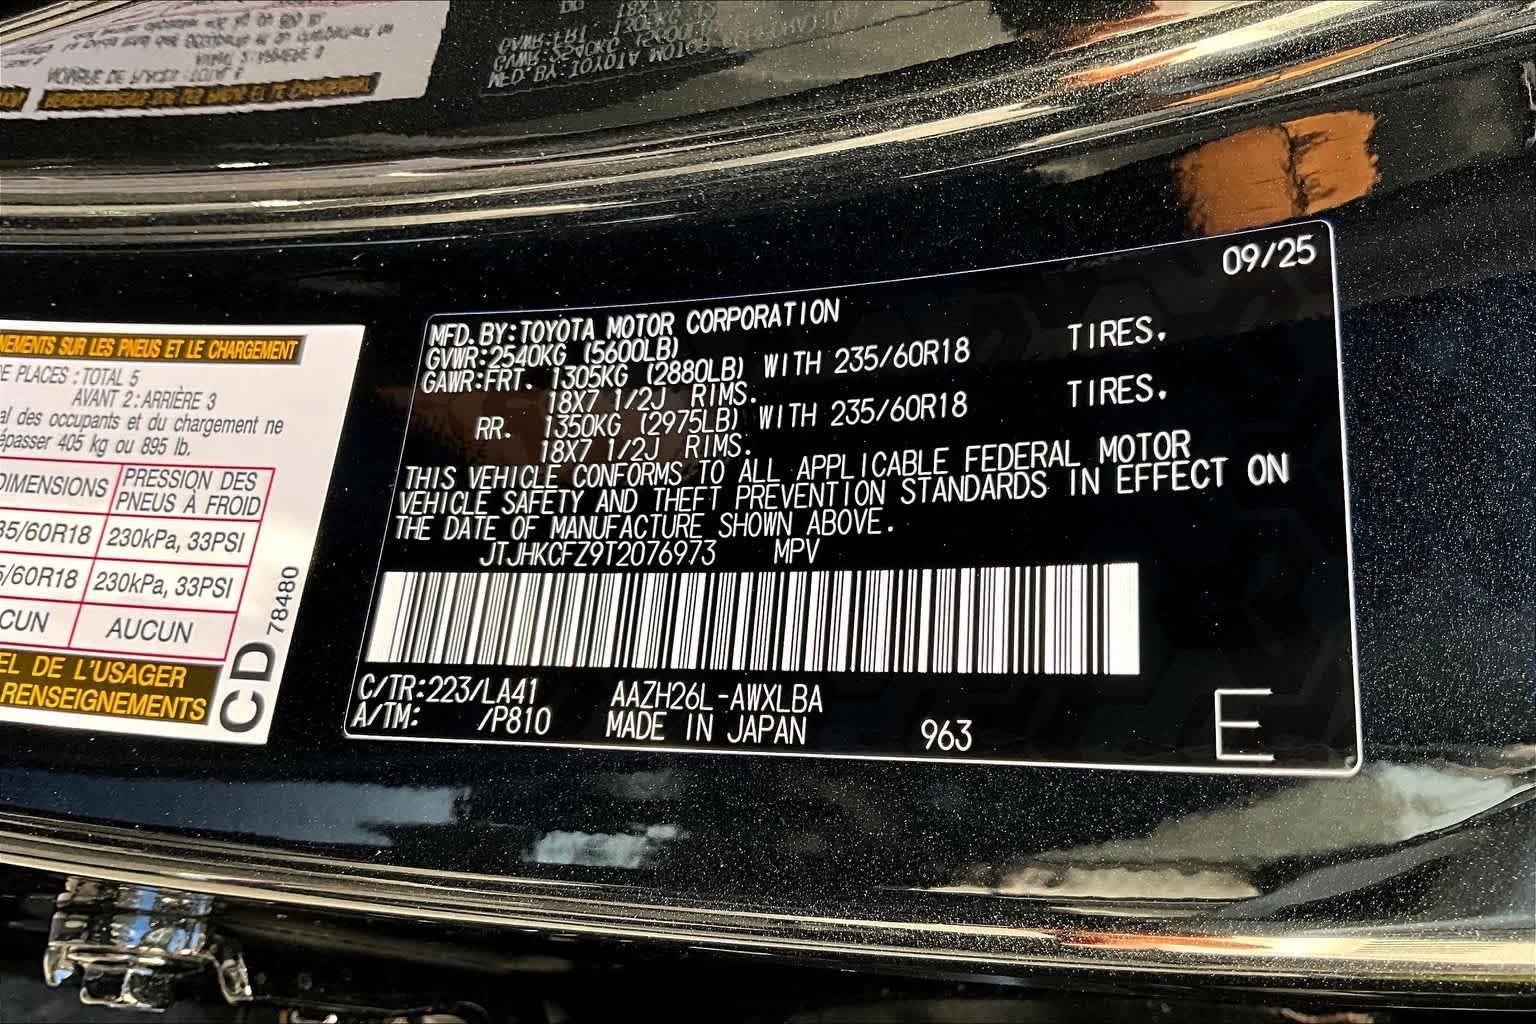 09/25
MFD. BY: TOYOTA MOTOR CORPORATION
GVWR: 2540KG (5600LB)
GAWR: FRT. 1305KG (2880LB) WITH 235/60R18 TIRES.
18X7 1/2J RIMS.
RR. 1350KG (2975LB) WITH 235/60R18 TIRES.
18X7 1/2J RIMS.
THIS VEHICLE CONFORMS TO ALL APPLICABLE FEDERAL MOTOR
VEHICLE SAFETY AND THEFT PREVENTION STANDARDS IN EFFECT ON
THE DATE OF MANUFACTURE SHOWN ABOVE.
JTJHKCFZ9T2076973 MPV
C/TR: 223/LA41 AAZH26L-AWXLBA
A/TM: /P810 MADE IN JAPAN 963 E
SUR LES PNEUS ET LE CHARGEMENT
PLACES : TOTAL 5
AVANT 2 : ARRIÈRE 3
des occupants et du chargement ne
405 kg ou 895 lb.
DIMENSIONS PRESSION DES
PNEUS À FROID
35/60R18 230kPa, 33PSI
5/60R18 230kPa, 33PSI
CUN AUCUN
DE L'USAGER
RENSEIGNEMENTS
CD 78480